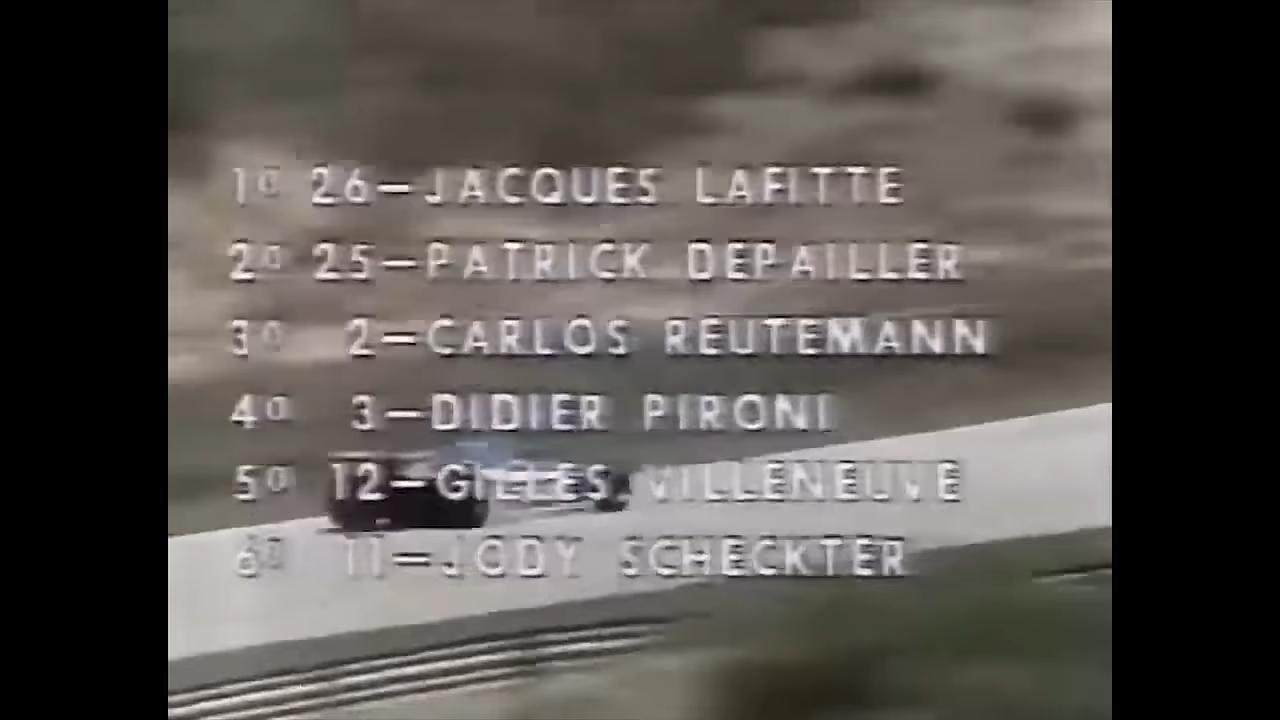 1º 26-JACQUES LAFITTE
2º 25-PATRICK DEPAILLER
3º 2-CARLOS REUTEMANN
4º 3-DIDIER PIRONI
5º 12-GILLES VILLENEUVE
6º 11-JODY SCHECKTER